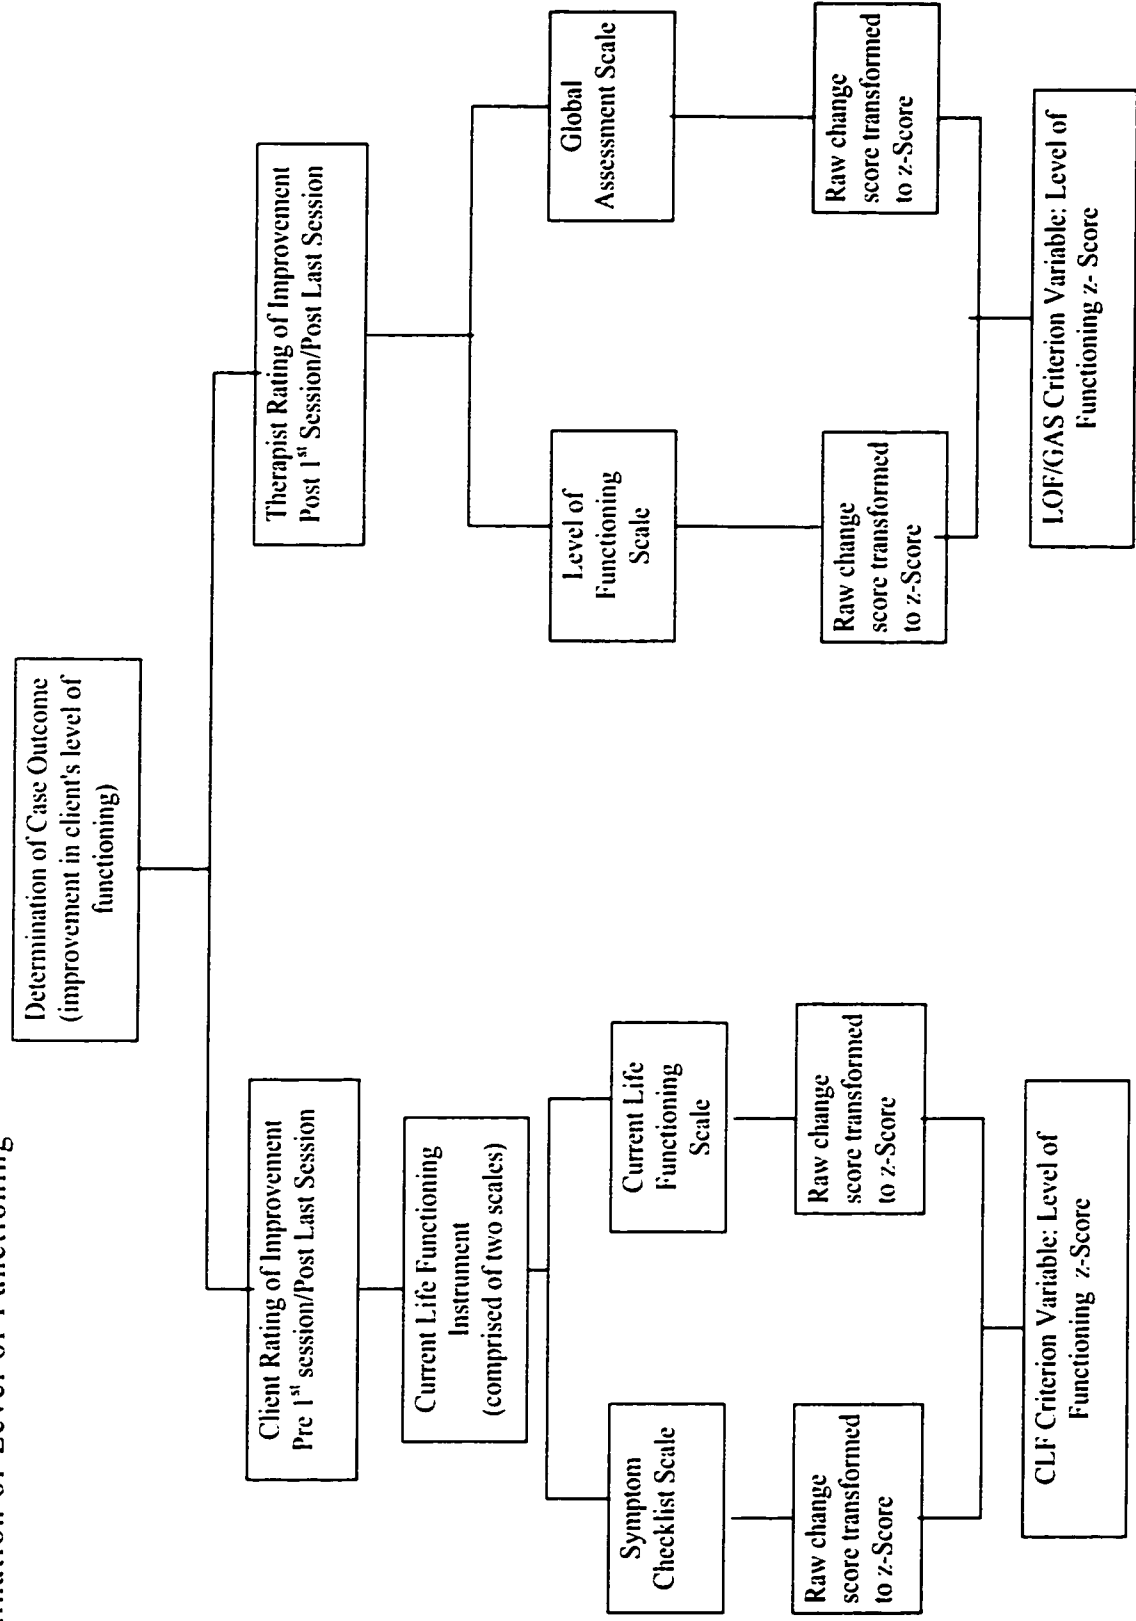 of Level of Functioning
Determination of Case Outcome
(improvement in client's level of
functioning)
Client Rating of Improvement
Pre 1st session/Post Last Session
Therapist Rating of Improvement
Post 1st Session/Post Last Session
Current Life Functioning
Instrument
(comprised of two scales)
Symptom
Checklist Scale
Current Life
Functioning
Scale
Level of
Functioning
Scale
Global
Assessment Scale
Raw change
score transformed
to z-Score
Raw change
score transformed
to z-Score
Raw change
score transformed
to z-Score
Raw change
score transformed
to z-Score
CLF Criterion Variable: Level of
Functioning z-Score
LOF/GAS Criterion Variable: Level of
Functioning z- Score